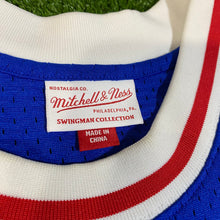 NOSTALGIA CO.
Mitchell & Ness
PHILADELPHIA, PA.
SWINGMAN COLLECTION
MADE IN
CHINA